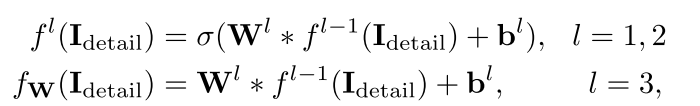 f^l(I_detail) = σ(W^l ∗ f^{l−1}(I_detail) + b^l), l = 1, 2
f_W(I_detail) = W^l ∗ f^{l−1}(I_detail) + b^l, l = 3,